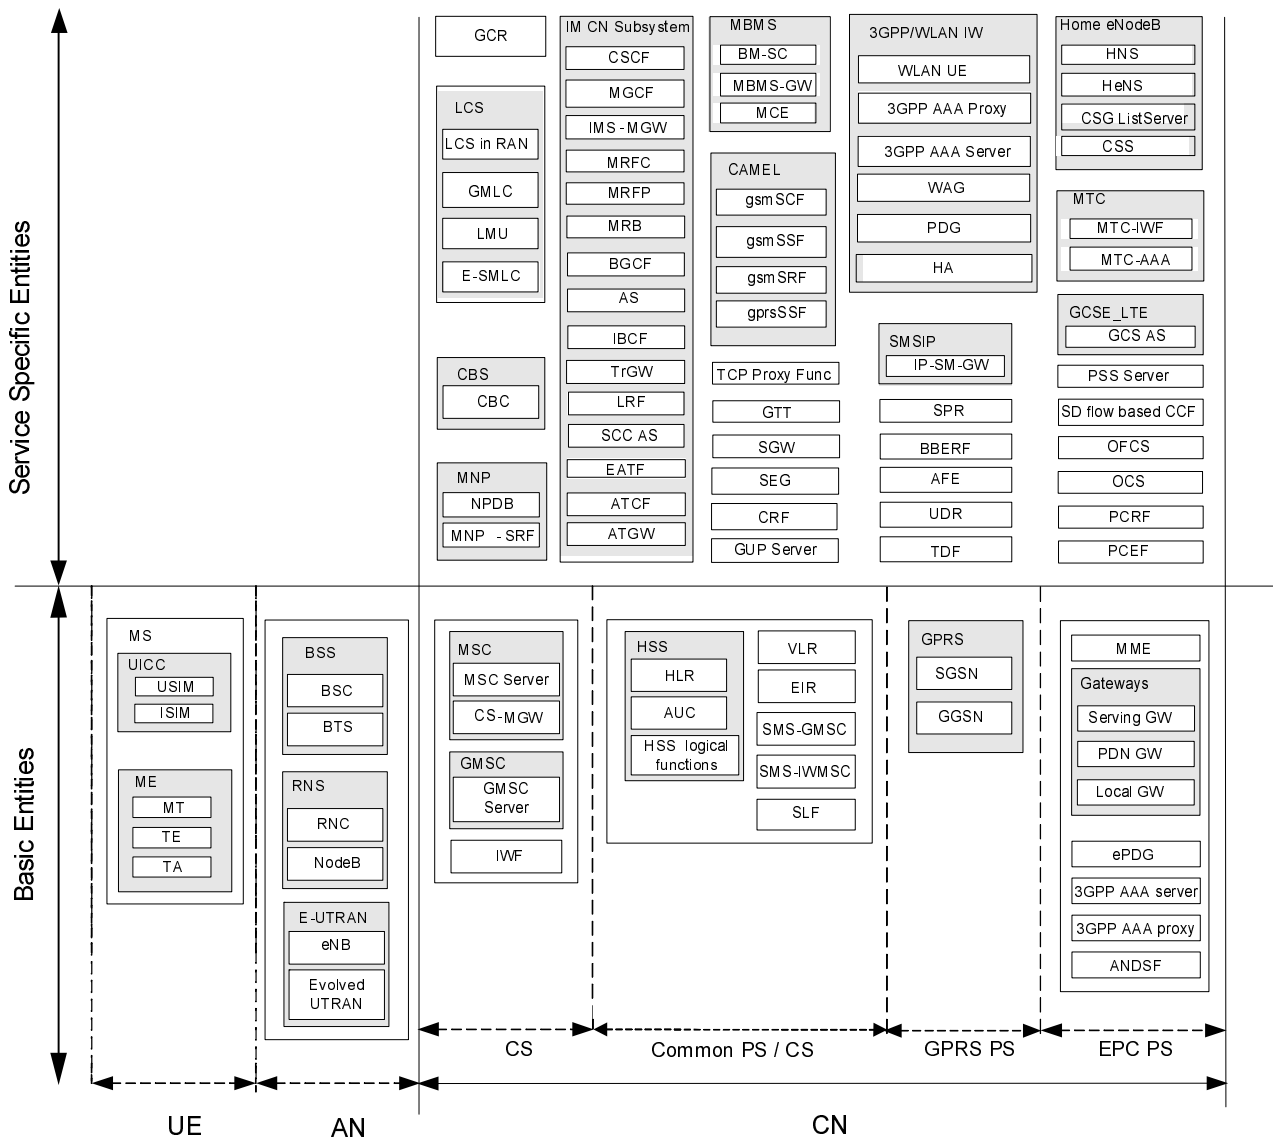 Service Specific Entities
GCR
LCS
LCS in RAN
GMLC
LMU
E-SMLC
CBS
CBC
MNP
NPDB
MNP - SRF
IM CN Subsystem
CSCF
MGCF
IMS - MGW
MRFC
MRFP
MRB
BGCF
AS
IBCF
TrGW
LRF
SCC AS
EATF
ATCF
ATGW
MBMS
BM-SC
MBMS-GW
MCE
CAMEL
gsmSCF
gsmSSF
gsmSRF
gprsSSF
TCP Proxy Func
GTT
SGW
SEG
CRF
GUP Server
3GPP/WLAN IW
WLAN UE
3GPP AAA Proxy
3GPP AAA Server
WAG
PDG
HA
SMSIP
IP-SM-GW
SPR
BBERF
AFE
UDR
TDF
Home eNodeB
HNS
HeNS
CSG ListServer
CSS
MTC
MTC-IWF
MTC-AAA
GCSE_LTE
GCS AS
PSS Server
SD flow based CCF
OFCS
OCS
PCRF
PCEF
Basic Entities
MS
UICC
USIM
ISIM
ME
MT
TE
TA
BSS
BSC
BTS
RNS
RNC
NodeB
E-UTRAN
eNB
Evolved
UTRAN
MSC
MSC Server
CS-MGW
GMSC
GMSC
Server
IWF
HSS
HLR
AUC
HSS logical
functions
VLR
EIR
SMS-GMSC
SMS-IWMSC
SLF
GPRS
SGSN
GGSN
MME
Gateways
Serving GW
PDN GW
Local GW
ePDG
3GPP AAA server
3GPP AAA proxy
ANDSF
CS
Common PS / CS
GPRS PS
EPC PS
UE
AN
CN